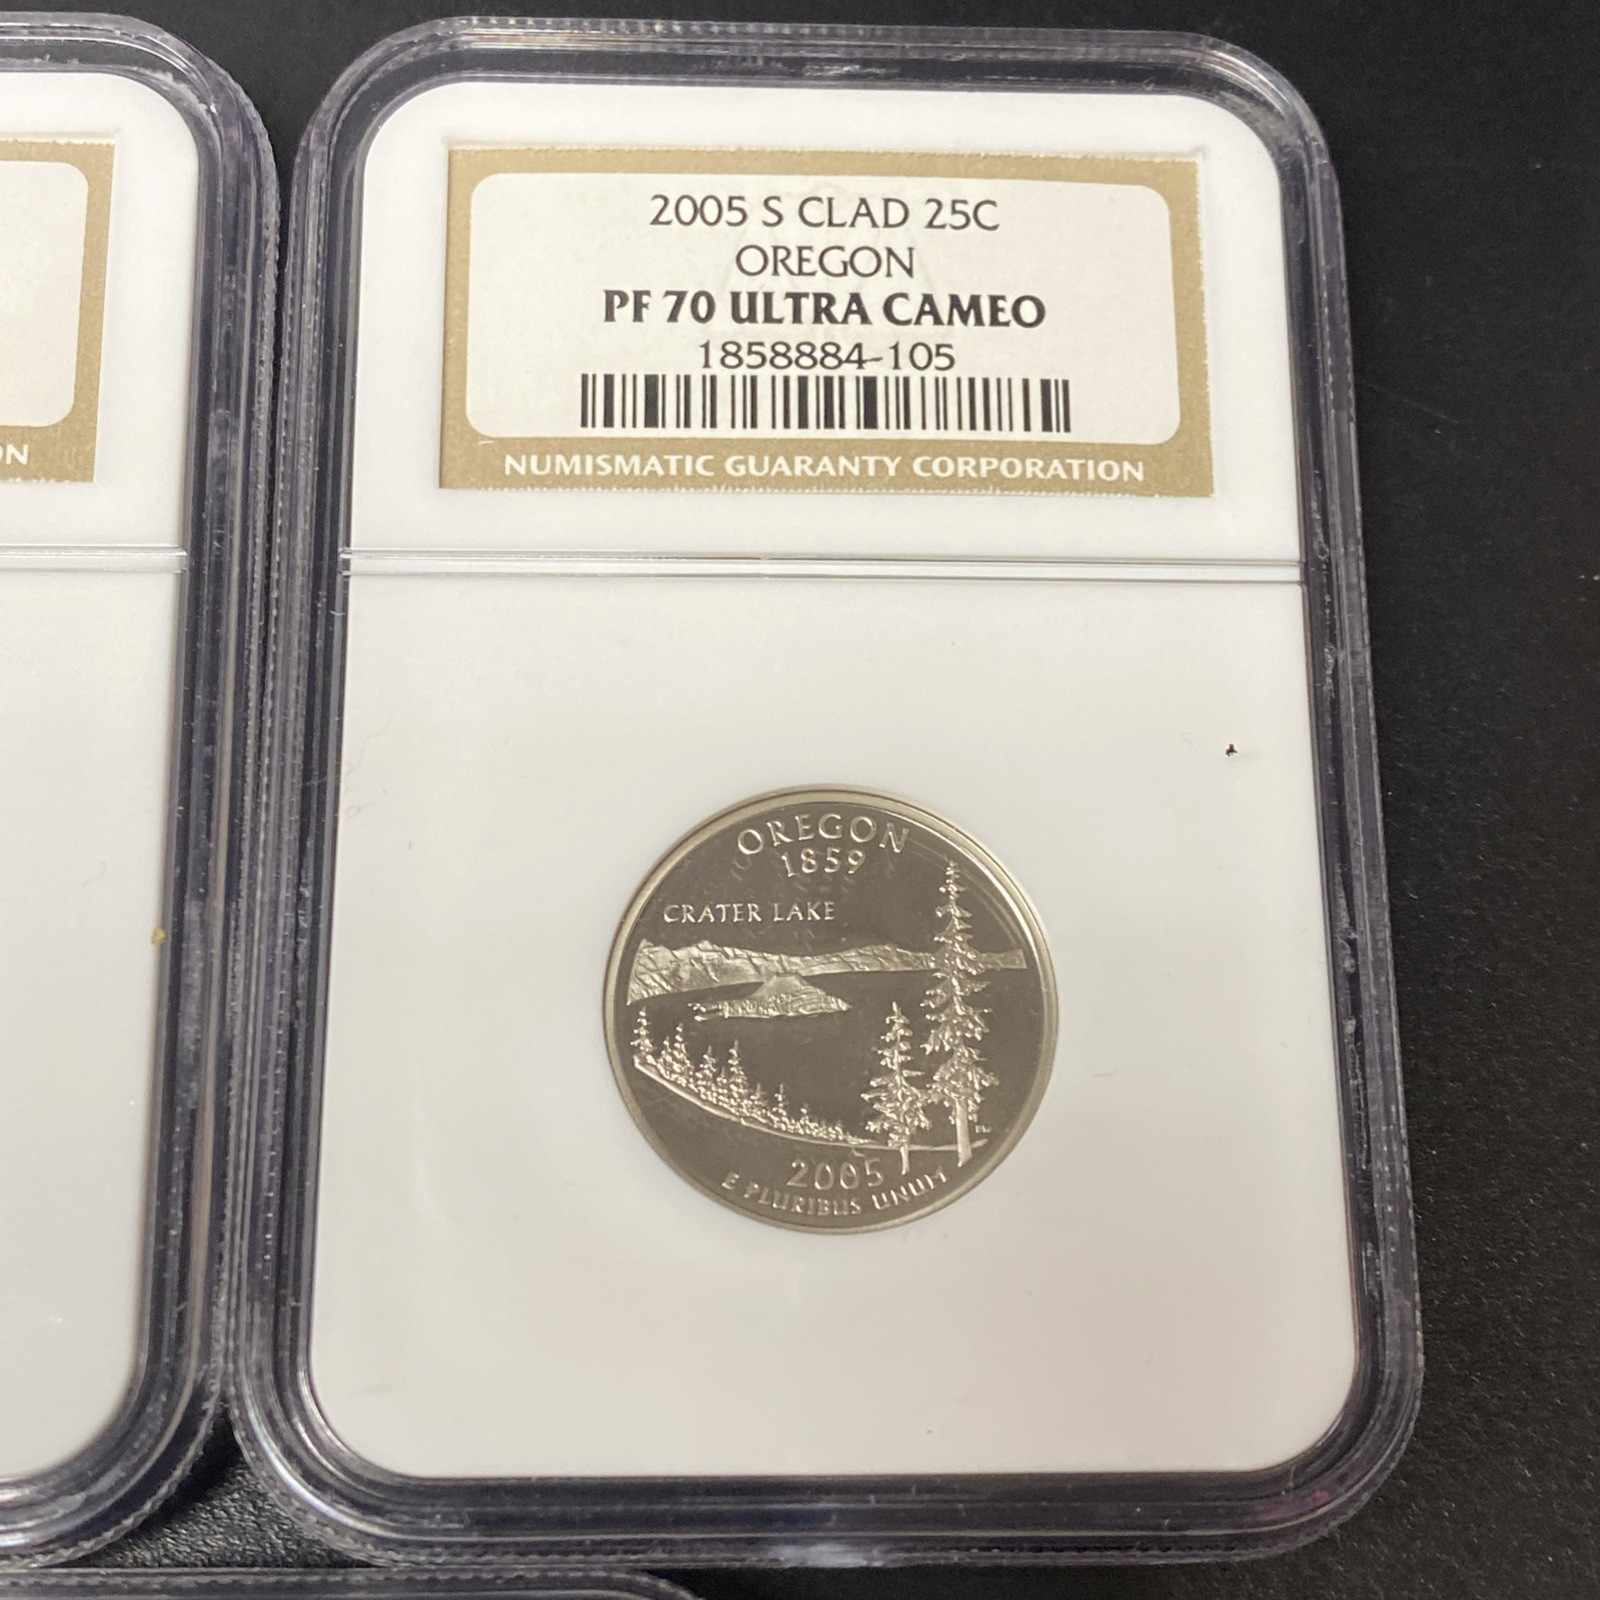 2005 S CLAD 25C
OREGON
PF 70 ULTRA CAMEO
1858884-105
NUMISMATIC GUARANTY CORPORATION
ON
OREGON
1859
CRATER LAKE
2005
E PLURIBUS UNUM